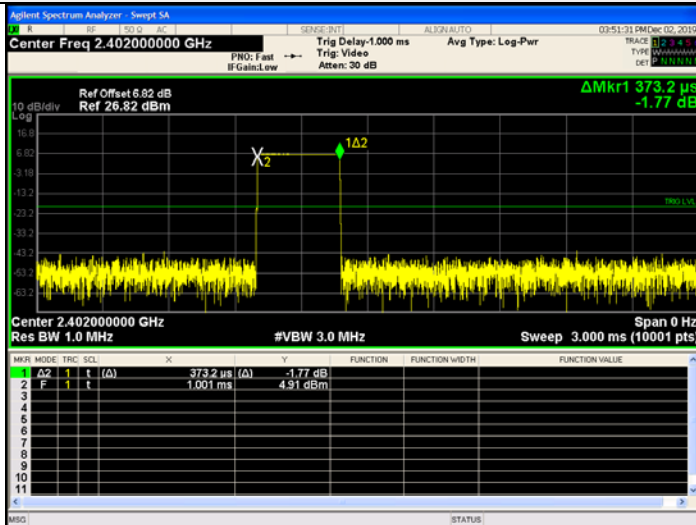 Agilent Spectrum Analyzer - Swept SA
R RF 50 Ω AC SENSE:INT ALIGN AUTO 03:51:31 PM Dec 02, 2019
Center Freq 2.402000000 GHz Trig Delay-1.000 ms Avg Type: Log-Pwr TRACE 1 2 3 4 5
PNO: Fast Trig: Video TYPE
IFGain:Low Atten: 30 dB DET P N N N N
ΔMkr1 373.2 µs
-1.77 dB
Ref Offset 6.82 dB
10 dB/div Ref 26.82 dBm
Log
16.8
6.82
-3.18
-13.2
-23.2
-33.2
-43.2
-53.2
-63.2
X2
1Δ2
TRIG LVL
Center 2.402000000 GHz Span 0 Hz
Res BW 1.0 MHz #VBW 3.0 MHz Sweep 3.000 ms (10001 pts)
MKR MODE TRC SCL X Y FUNCTION FUNCTION WIDTH FUNCTION VALUE
1 Δ2 1 t (Δ) 373.2 µs (Δ) -1.77 dB
2 F 1 t 1.001 ms 4.91 dBm
3
4
5
6
7
8
9
10
11
MSG STATUS